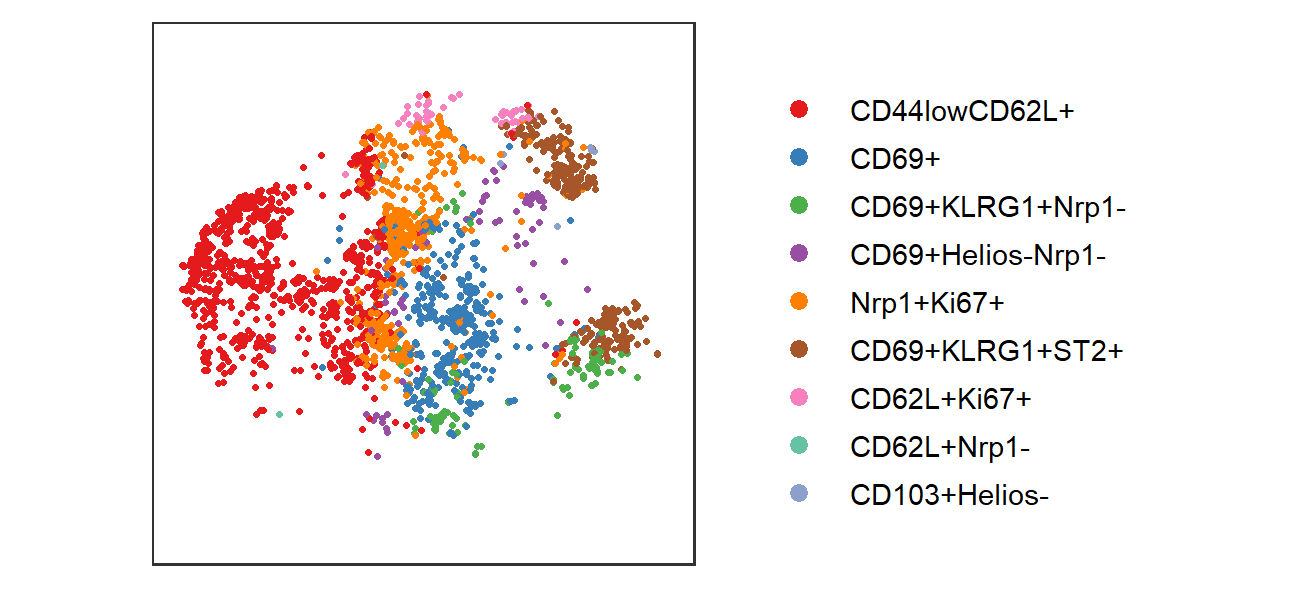 CD44lowCD62L+
CD69+
CD69+KLRG1+Nrp1-
CD69+Helios-Nrp1-
Nrp1+Ki67+
CD69+KLRG1+ST2+
CD62L+Ki67+
CD62L+Nrp1-
CD103+Helios-